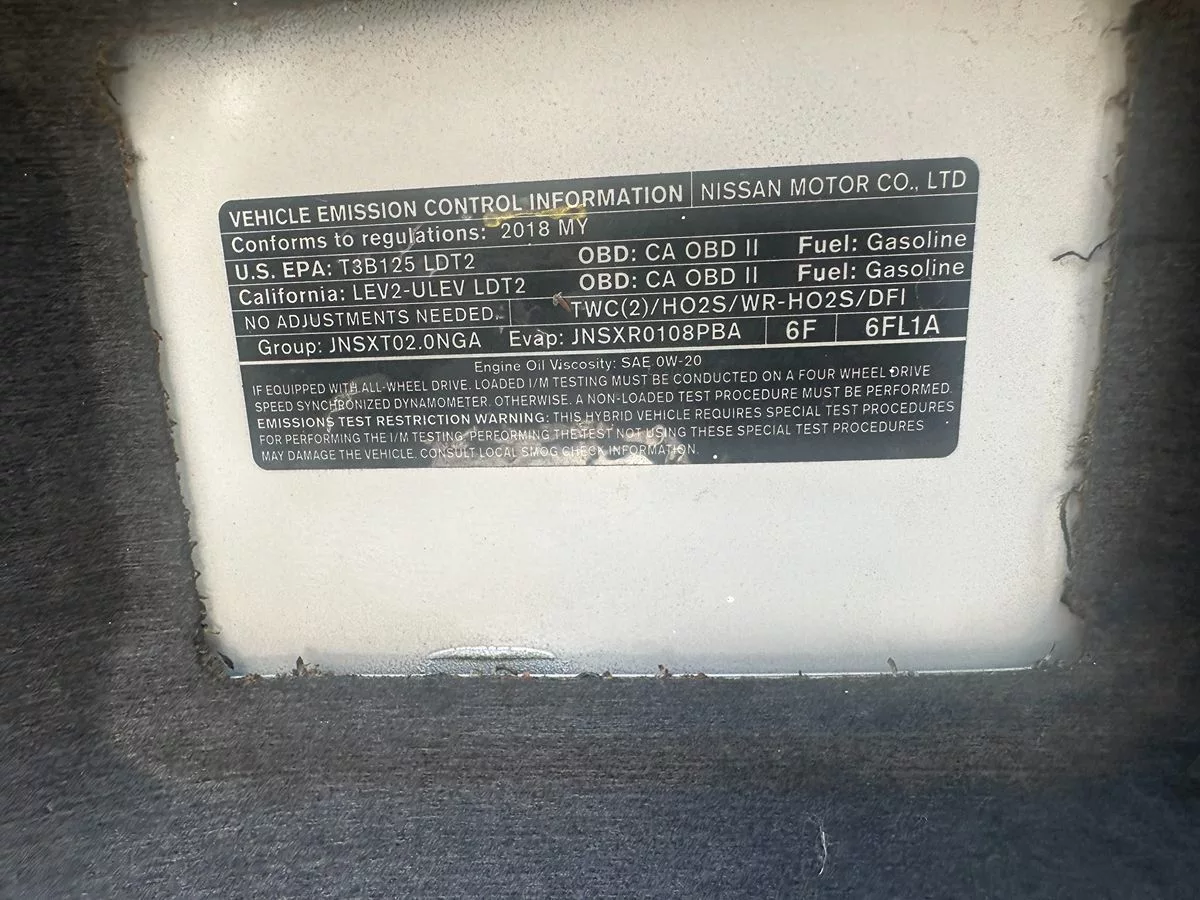 VEHICLE EMISSION CONTROL INFORMATION NISSAN MOTOR CO., LTD
Conforms to regulations: 2018 MY
U.S. EPA: T3B125 LDT2 OBD: CA OBD II Fuel: Gasoline
California: LEV2-ULEV LDT2 OBD: CA OBD II Fuel: Gasoline
NO ADJUSTMENTS NEEDED. TWC(2)/HO2S/WR-HO2S/DFI
Group: JNSXT02.0NGA Evap: JNSXR0108PBA 6F 6FL1A
Engine Oil Viscosity: SAE 0W-20
IF EQUIPPED WITH ALL-WHEEL DRIVE. LOADED I/M TESTING MUST BE CONDUCTED ON A FOUR WHEEL DRIVE
SPEED SYNCHRONIZED DYNAMOMETER. OTHERWISE. A NON-LOADED TEST PROCEDURE MUST BE PERFORMED.
EMISSIONS TEST RESTRICTION WARNING: THIS HYBRID VEHICLE REQUIRES SPECIAL TEST PROCEDURES
FOR PERFORMING THE I/M TESTING. PERFORMING THE TEST NOT USING THESE SPECIAL TEST PROCEDURES
MAY DAMAGE THE VEHICLE. CONSULT LOCAL SMOG CHECK INFORMATION.